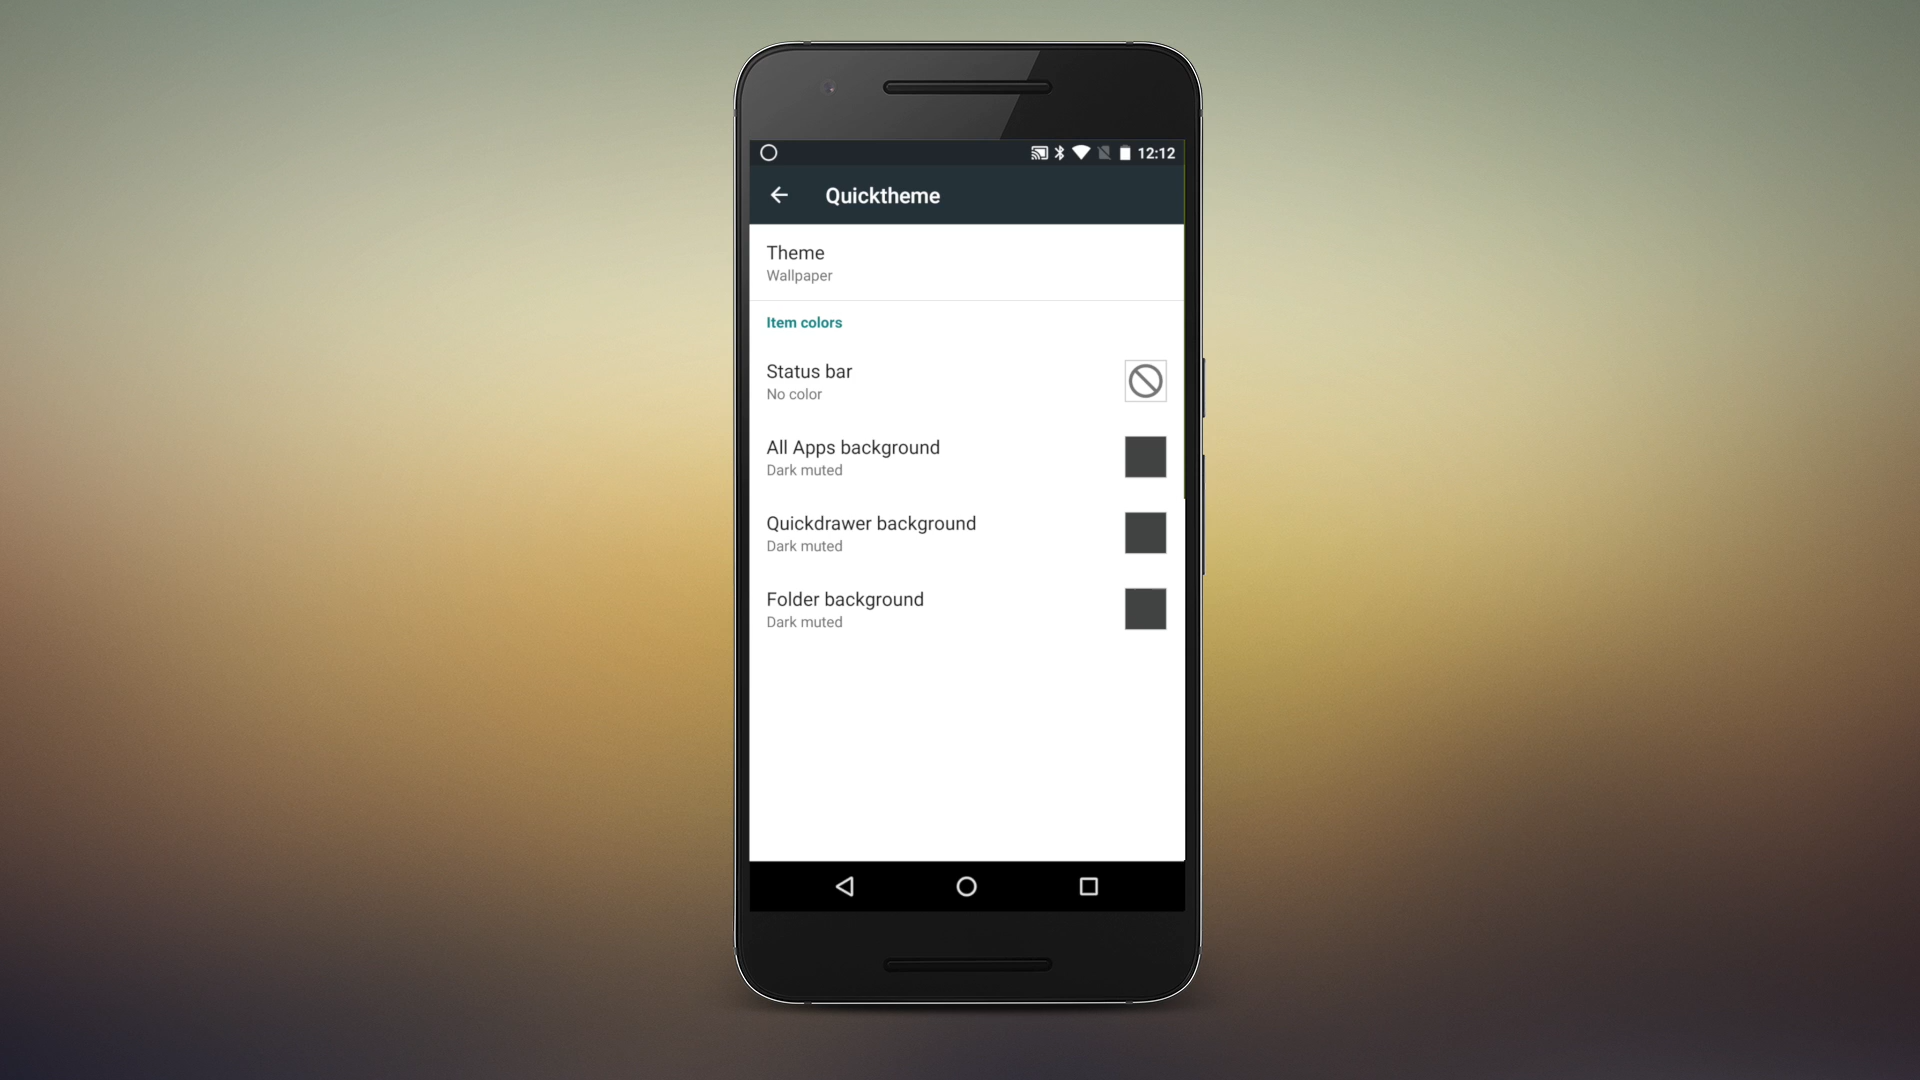 12:12
Quicktheme
Theme
Wallpaper
Item colors
Status bar
No color
All Apps background
Dark muted
Quickdrawer background
Dark muted
Folder background
Dark muted